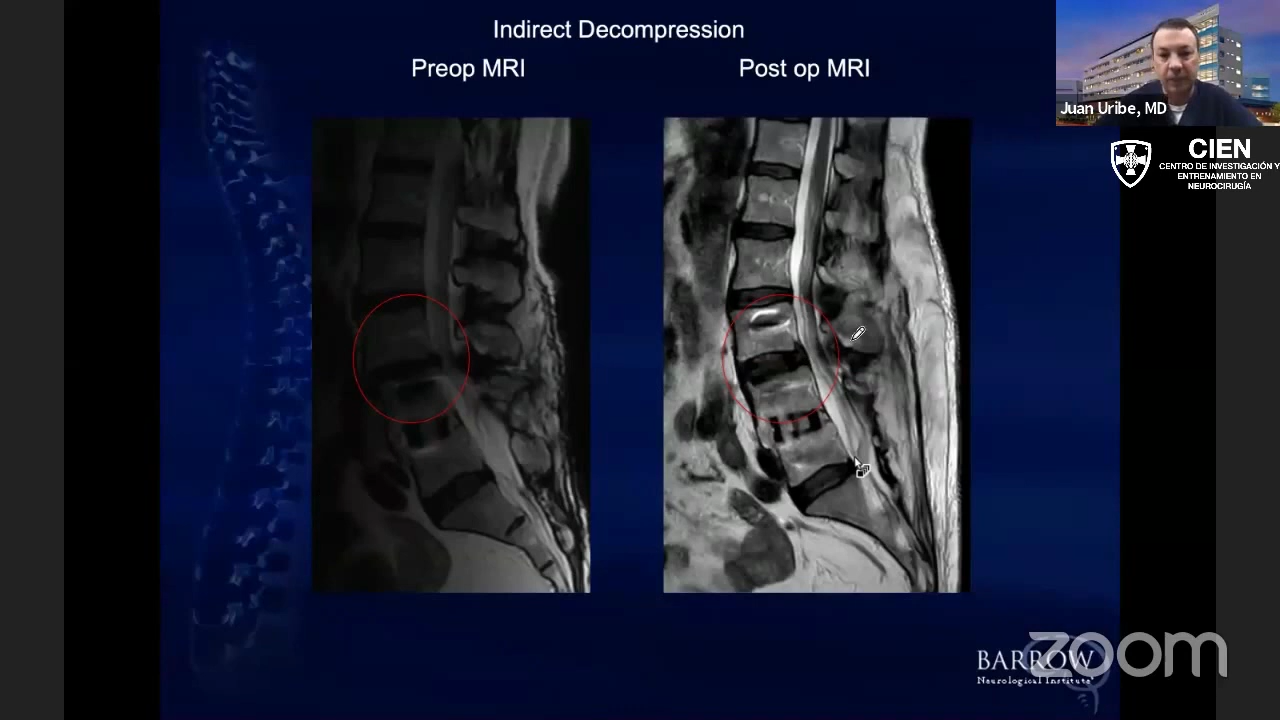 Indirect Decompression
Preop MRI
Post op MRI
Juan Uribe, MD
CIEN
CENTRO DE INVESTIGACIÓN Y
ENTRENAMIENTO EN
NEUROCIRUGÍA
BARROW
Neurological Institute
zoom